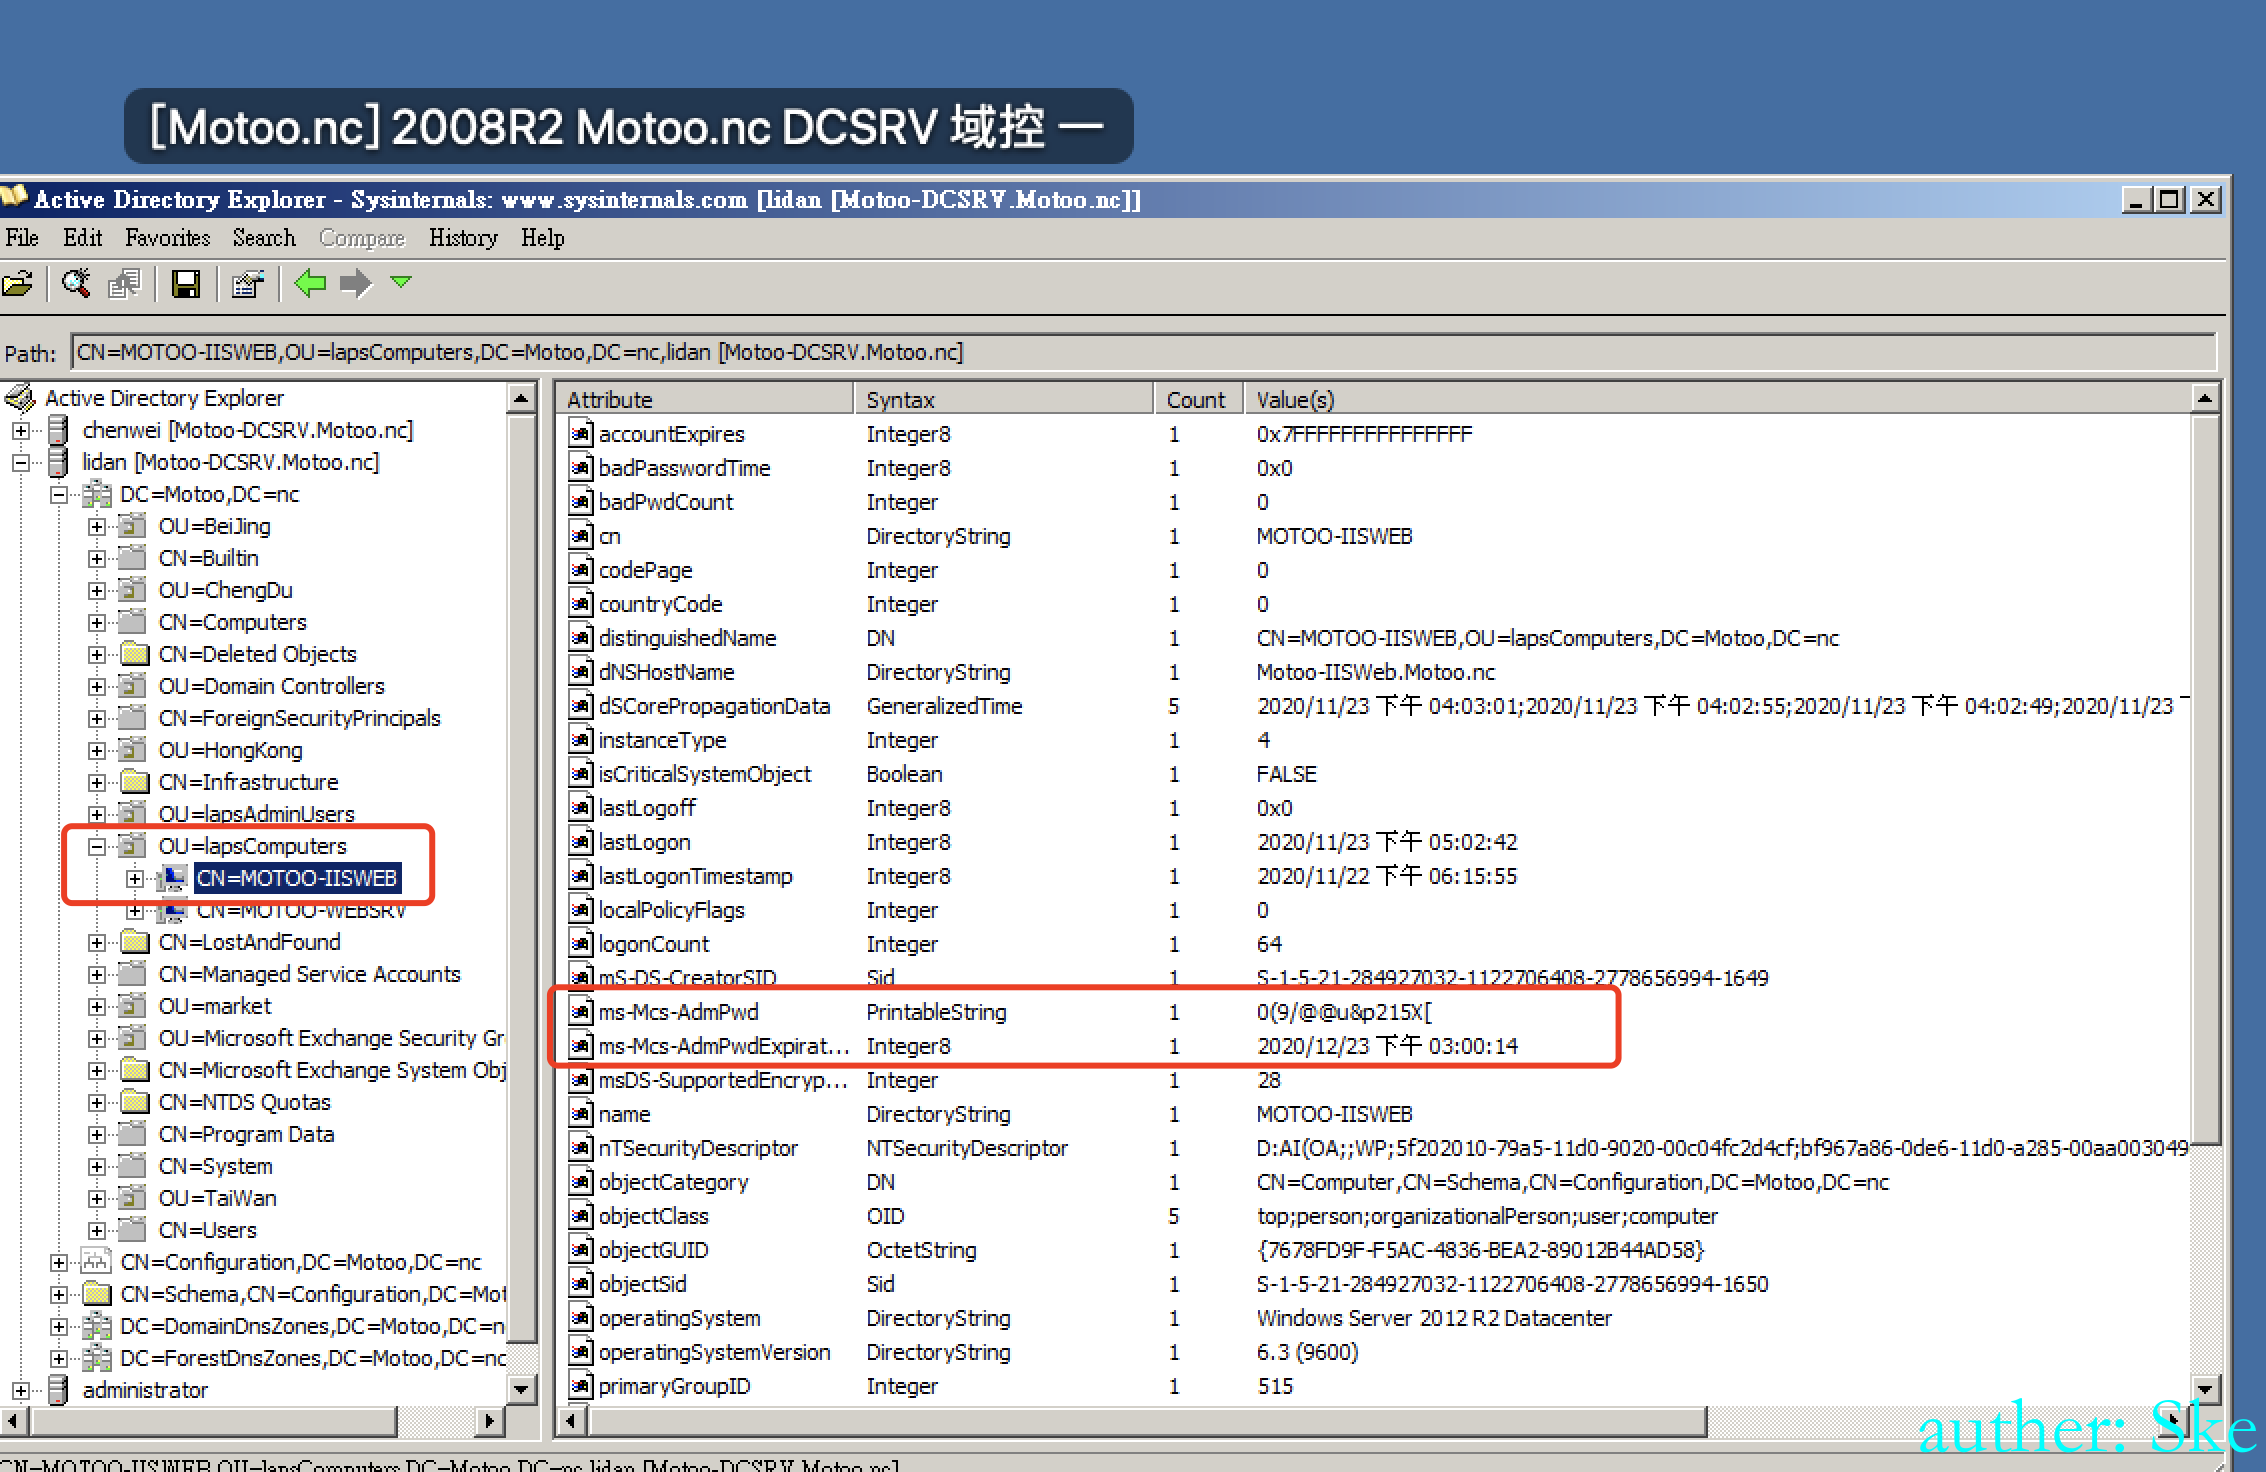 [Motoo.nc] 2008R2 Motoo.nc DCSRV 域控 一
Active Directory Explorer - Sysinternals: www.sysinternals.com [lidan [Motoo-DCSRV.Motoo.nc]]
File Edit Favorites Search Compare History Help
Path: CN=MOTOO-IISWEB,OU=lapsComputers,DC=Motoo,DC=nc,lidan [Motoo-DCSRV.Motoo.nc]
Active Directory Explorer
chenwei [Motoo-DCSRV.Motoo.nc]
lidan [Motoo-DCSRV.Motoo.nc]
DC=Motoo,DC=nc
OU=BeiJing
CN=Builtin
OU=ChengDu
CN=Computers
CN=Deleted Objects
OU=Domain Controllers
CN=ForeignSecurityPrincipals
OU=HongKong
CN=Infrastructure
OU=lapsAdminUsers
OU=lapsComputers
CN=MOTOO-IISWEB
CN=MOTOO-WEBSRV
CN=LostAndFound
CN=Managed Service Accounts
OU=market
OU=Microsoft Exchange Security Gr
CN=Microsoft Exchange System Obj
CN=NTDS Quotas
CN=Program Data
CN=System
OU=TaiWan
CN=Users
CN=Configuration,DC=Motoo,DC=nc
CN=Schema,CN=Configuration,DC=Mot
DC=DomainDnsZones,DC=Motoo,DC=n
DC=ForestDnsZones,DC=Motoo,DC=nc
administrator
Attribute Syntax Count Value(s)
accountExpires Integer8 1 0x7FFFFFFFFFFFFFFF
badPasswordTime Integer8 1 0x0
badPwdCount Integer 1 0
cn DirectoryString 1 MOTOO-IISWEB
codePage Integer 1 0
countryCode Integer 1 0
distinguishedName DN 1 CN=MOTOO-IISWEB,OU=lapsComputers,DC=Motoo,DC=nc
dNSHostName DirectoryString 1 Motoo-IISWeb.Motoo.nc
dSCorePropagationData GeneralizedTime 5 2020/11/23 下午 04:03:01;2020/11/23 下午 04:02:55;2020/11/23 下午 04:02:49;2020/11/23
instanceType Integer 1 4
isCriticalSystemObject Boolean 1 FALSE
lastLogoff Integer8 1 0x0
lastLogon Integer8 1 2020/11/23 下午 05:02:42
lastLogonTimestamp Integer8 1 2020/11/22 下午 06:15:55
localPolicyFlags Integer 1 0
logonCount Integer 1 64
mS-DS-CreatorSID Sid 1 S-1-5-21-284927032-1122706408-2778656994-1649
ms-Mcs-AdmPwd PrintableString 1 0(9/@@u&p215X[
ms-Mcs-AdmPwdExpirat... Integer8 1 2020/12/23 下午 03:00:14
msDS-SupportedEncryp... Integer 1 28
name DirectoryString 1 MOTOO-IISWEB
nTSecurityDescriptor NTSecurityDescriptor 1 D:AI(OA;;WP;5f202010-79a5-11d0-9020-00c04fc2d4cf;bf967a86-0de6-11d0-a285-00aa003049
objectCategory DN 1 CN=Computer,CN=Schema,CN=Configuration,DC=Motoo,DC=nc
objectClass OID 5 top;person;organizationalPerson;user;computer
objectGUID OctetString 1 {7678FD9F-F5AC-4836-BEA2-89012B44AD58}
objectSid Sid 1 S-1-5-21-284927032-1122706408-2778656994-1650
operatingSystem DirectoryString 1 Windows Server 2012 R2 Datacenter
operatingSystemVersion DirectoryString 1 6.3 (9600)
primaryGroupID Integer 1 515
auther: Ske
CN=MOTOO-IISWEB,OU=lapsComputers,DC=Motoo,DC=nc,lidan [Motoo-DCSRV.Motoo.nc]